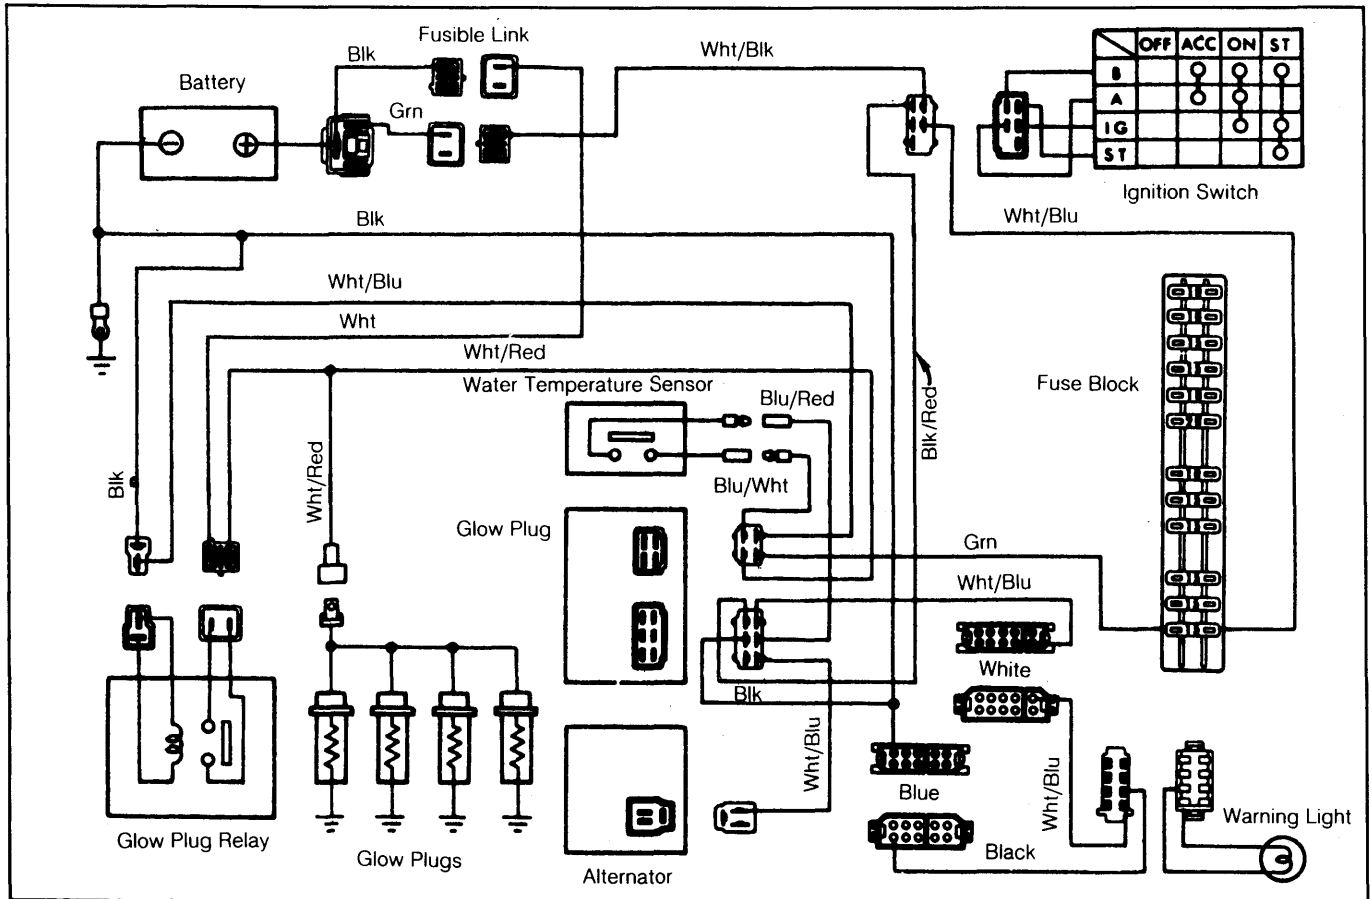 Fusible Link
Blk
Wht/Blk
OFF ACC ON ST
B
A
IG
ST
Ignition Switch
Battery
Grn
Blk
Wht/Blu
Wht/Blu
Wht
Wht/Red
Water Temperature Sensor
Blu/Red
Blk/Red
Fuse Block
Blk
Wht/Red
Blu/Wht
Glow Plug
Grn
Wht/Blu
White
Blk
Wht/Blu
Blue
Wht/Blu
Warning Light
Glow Plug Relay
Glow Plugs
Black
Alternator